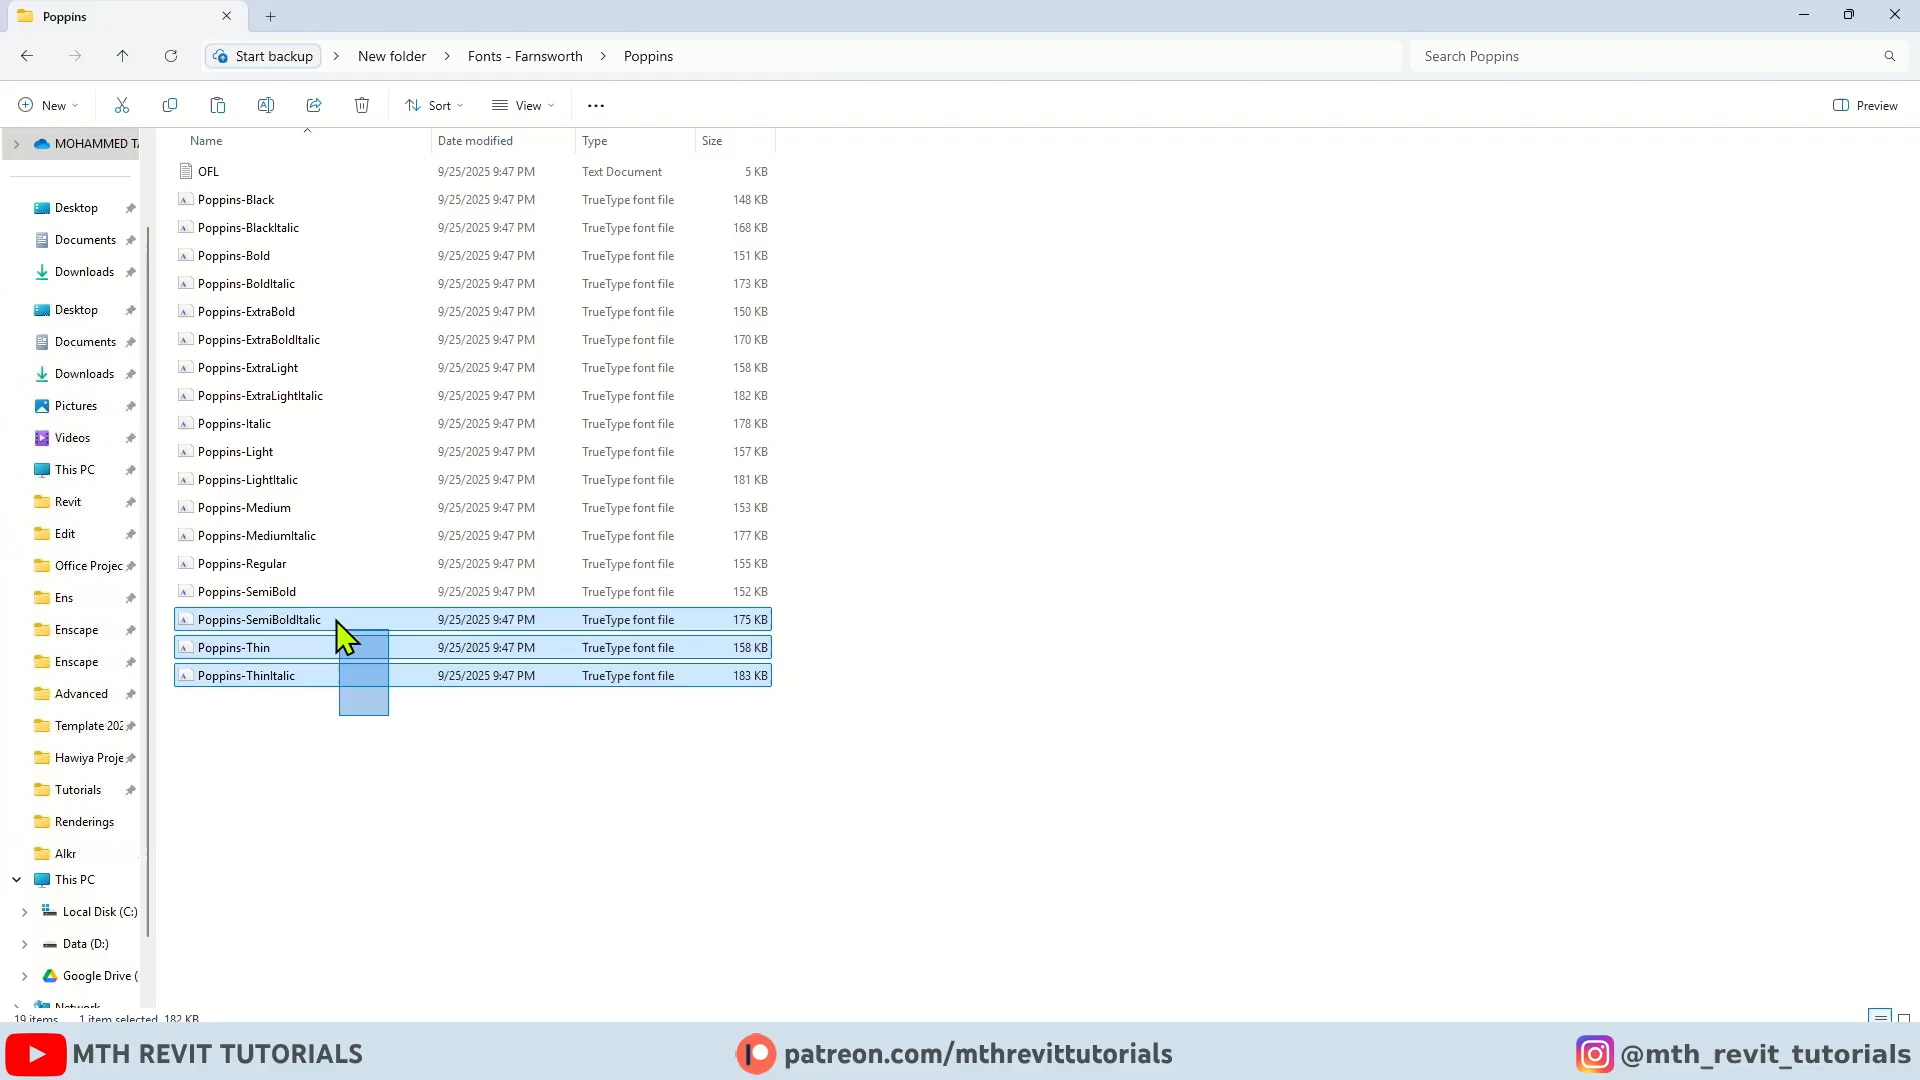 Poppins
Start backup > New folder > Fonts - Farnsworth > Poppins
Search Poppins
New
Sort
View
Preview
MOHAMMED TA
Desktop
Documents
Downloads
Desktop
Documents
Downloads
Pictures
Videos
This PC
Revit
Edit
Office Projec
Ens
Enscape
Enscape
Advanced
Template 202
Hawiya Proje
Tutorials
Renderings
Alkr
This PC
Local Disk (C:)
Data (D:)
Google Drive (
Network
Name Date modified Type Size
OFL 9/25/2025 9:47 PM Text Document 5 KB
Poppins-Black 9/25/2025 9:47 PM TrueType font file 148 KB
Poppins-BlackItalic 9/25/2025 9:47 PM TrueType font file 168 KB
Poppins-Bold 9/25/2025 9:47 PM TrueType font file 151 KB
Poppins-BoldItalic 9/25/2025 9:47 PM TrueType font file 173 KB
Poppins-ExtraBold 9/25/2025 9:47 PM TrueType font file 150 KB
Poppins-ExtraBoldItalic 9/25/2025 9:47 PM TrueType font file 170 KB
Poppins-ExtraLight 9/25/2025 9:47 PM TrueType font file 158 KB
Poppins-ExtraLightItalic 9/25/2025 9:47 PM TrueType font file 182 KB
Poppins-Italic 9/25/2025 9:47 PM TrueType font file 178 KB
Poppins-Light 9/25/2025 9:47 PM TrueType font file 157 KB
Poppins-LightItalic 9/25/2025 9:47 PM TrueType font file 181 KB
Poppins-Medium 9/25/2025 9:47 PM TrueType font file 153 KB
Poppins-MediumItalic 9/25/2025 9:47 PM TrueType font file 177 KB
Poppins-Regular 9/25/2025 9:47 PM TrueType font file 155 KB
Poppins-SemiBold 9/25/2025 9:47 PM TrueType font file 152 KB
Poppins-SemiBoldItalic 9/25/2025 9:47 PM TrueType font file 175 KB
Poppins-Thin 9/25/2025 9:47 PM TrueType font file 158 KB
Poppins-ThinItalic 9/25/2025 9:47 PM TrueType font file 183 KB
19 items 1 item selected 182 KB
MTH REVIT TUTORIALS
patreon.com/mthrevittutorials
@mth_revit_tutorials